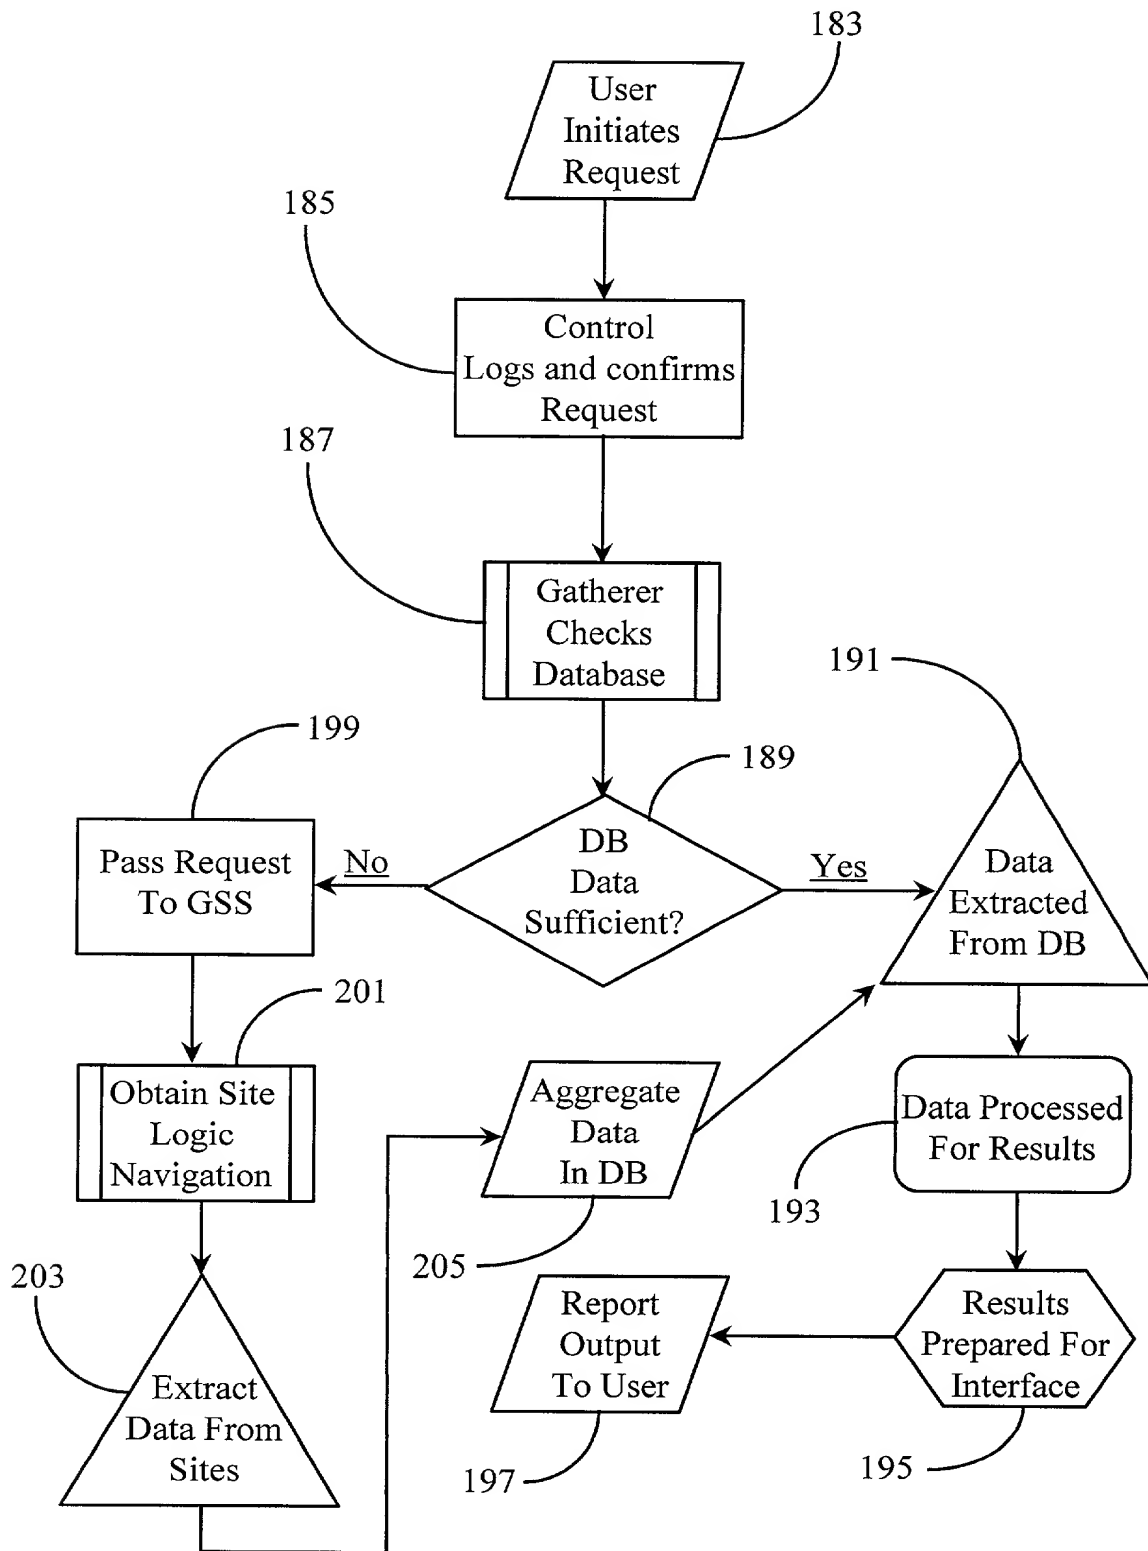 183
User
Initiates
Request
185
Control
Logs and confirms
Request
187
Gatherer
Checks
Database
191
199
189
DB
Data
Sufficient?
No
Yes
Pass Request
To GSS
Data
Extracted
From DB
201
Obtain Site
Logic
Navigation
Aggregate
Data
In DB
205
Data Processed
For Results
193
203
Extract
Data From
Sites
Report
Output
To User
197
Results
Prepared For
Interface
195